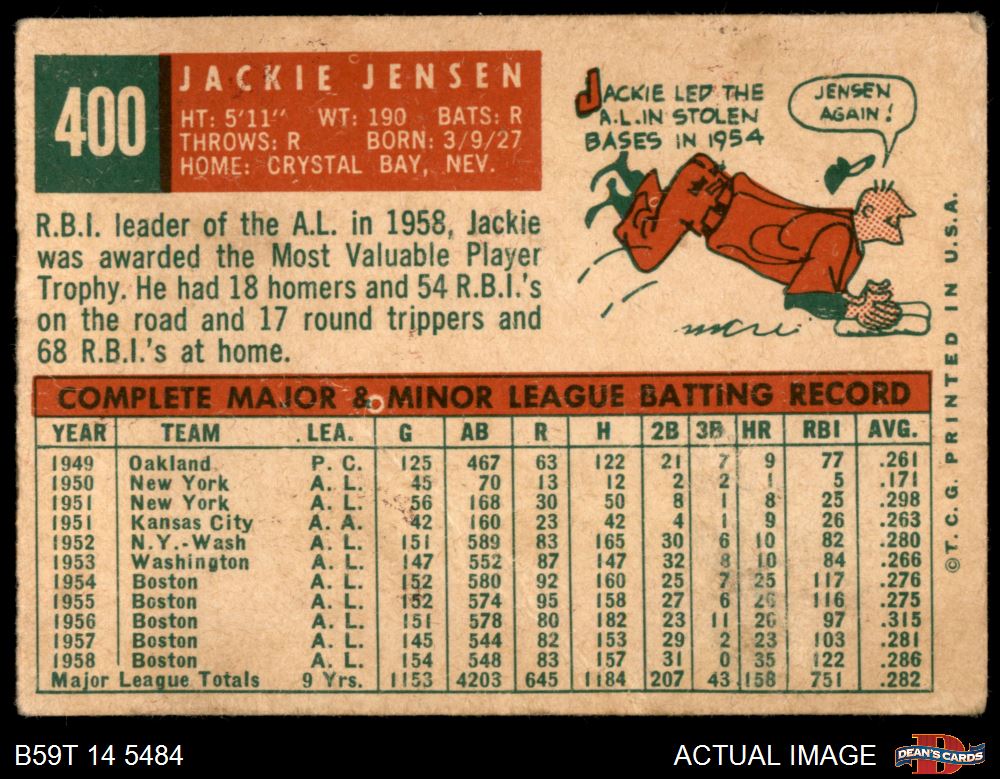 400
JACKIE JENSEN
HT: 5'11" WT: 190 BATS: R
THROWS: R BORN: 3/9/27
HOME: CRYSTAL BAY, NEV.
JACKIE LED THE
A.L. IN STOLEN
BASES IN 1954
JENSEN
AGAIN!
R.B.I. leader of the A.L. in 1958, Jackie
was awarded the Most Valuable Player
Trophy. He had 18 homers and 54 R.B.I.'s
on the road and 17 round trippers and
68 R.B.I.'s at home.
COMPLETE MAJOR & MINOR LEAGUE BATTING RECORD
YEAR TEAM LEA. G AB R H 2B 3B HR RBI AVG.
1949 Oakland P. C. 125 467 63 122 21 7 9 77 .261
1950 New York A. L. 45 70 13 12 2 2 1 5 .171
1951 New York A. L. 56 168 30 50 8 1 8 25 .298
1951 Kansas City A. A. 42 160 23 42 4 1 9 26 .263
1952 N.Y.-Wash A. L. 151 589 83 165 30 6 10 82 .280
1953 Washington A. L. 147 552 87 147 32 8 10 84 .266
1954 Boston A. L. 152 580 92 160 25 7 25 117 .276
1955 Boston A. L. 152 574 95 158 27 6 26 116 .275
1956 Boston A. L. 151 578 80 182 23 11 20 97 .315
1957 Boston A. L. 145 544 82 153 29 2 23 103 .281
1958 Boston A. L. 154 548 83 157 31 0 35 122 .286
Major League Totals 9 Yrs. 1153 4203 645 1184 207 43 158 751 .282
©T. C. G. PRINTED IN U.S.A.
B59T 14 5484
ACTUAL IMAGE
DEAN'S CARDS